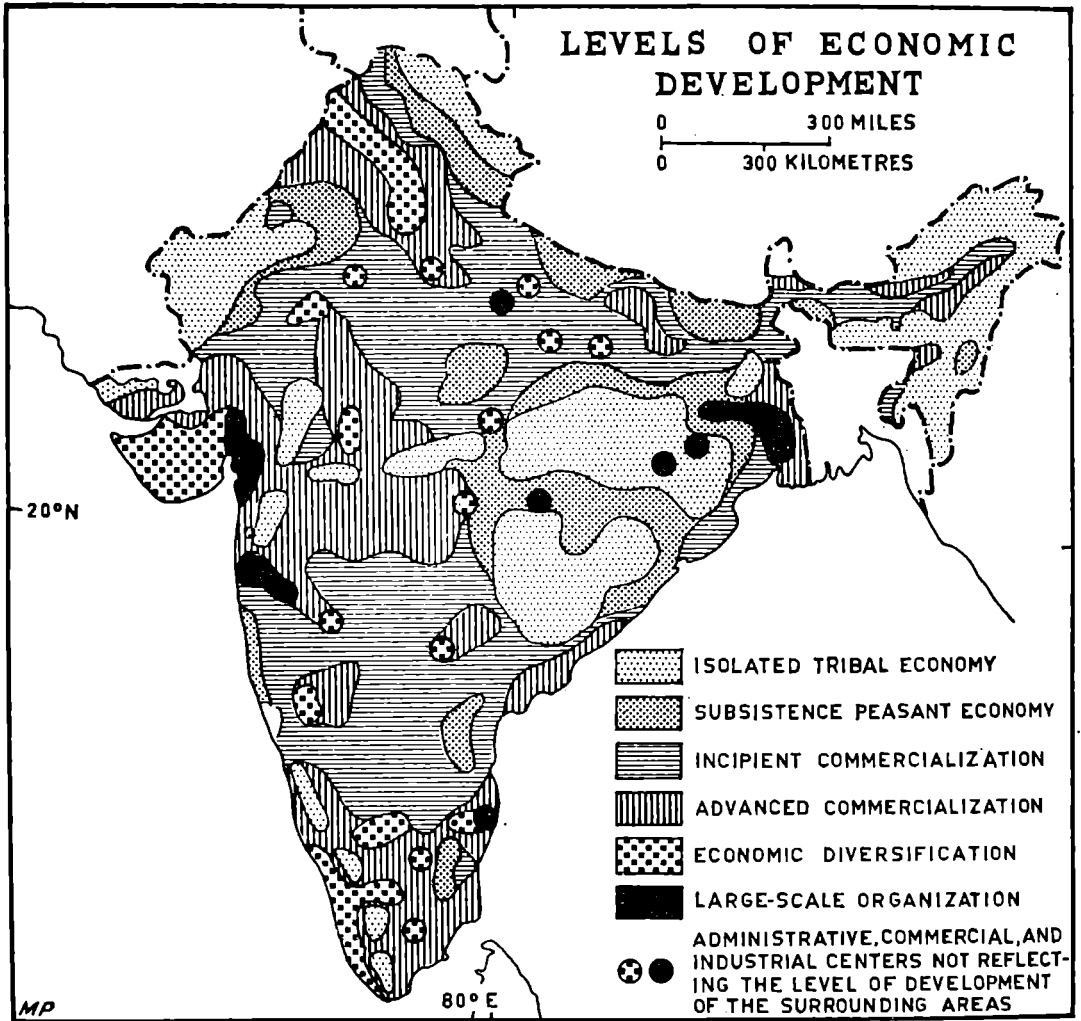 LEVELS OF ECONOMIC
DEVELOPMENT
0 300 MILES
0 300 KILOMETRES
20°N
ISOLATED TRIBAL ECONOMY
SUBSISTENCE PEASANT ECONOMY
INCIPIENT COMMERCIALIZATION
ADVANCED COMMERCIALIZATION
ECONOMIC DIVERSIFICATION
LARGE-SCALE ORGANIZATION
ADMINISTRATIVE, COMMERCIAL, AND
INDUSTRIAL CENTERS NOT REFLECT-
ING THE LEVEL OF DEVELOPMENT
OF THE SURROUNDING AREAS
80°E
MP